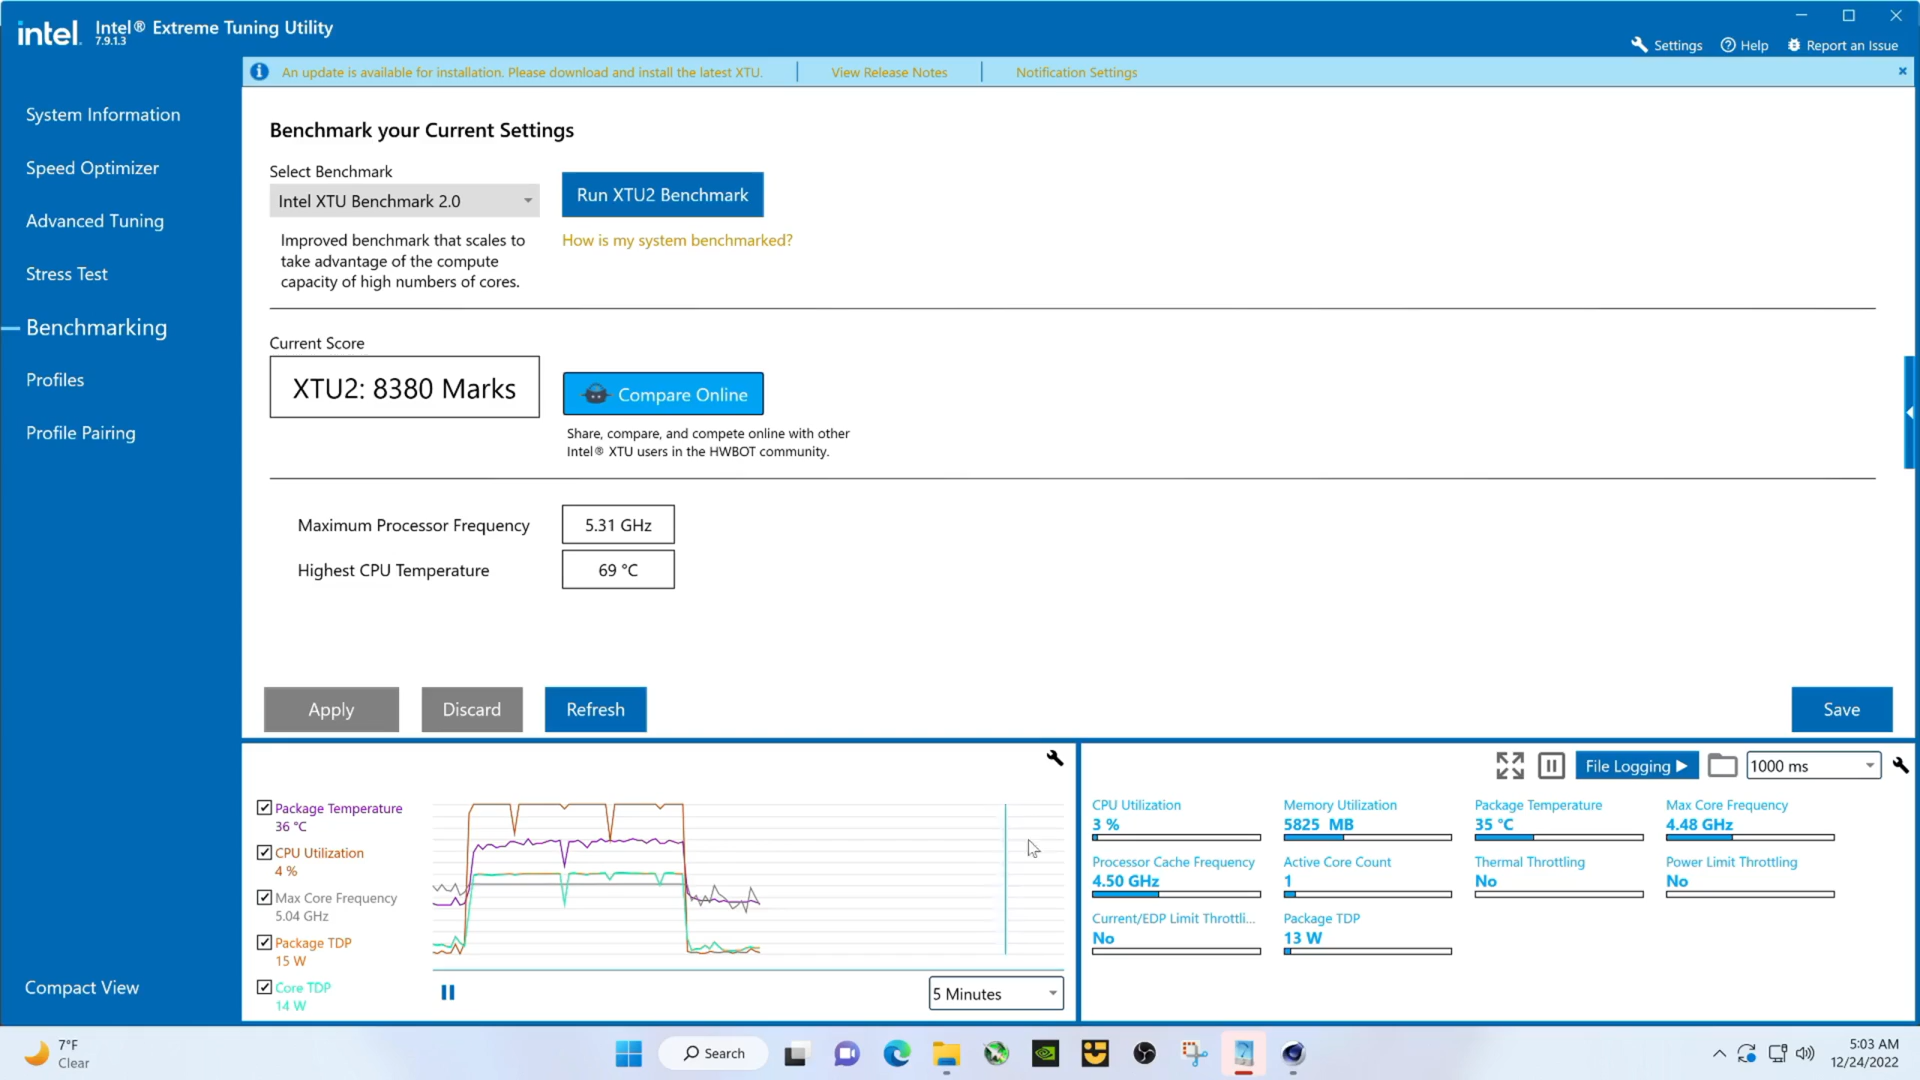 intel.
Intel® Extreme Tuning Utility
7.9.1.3
Settings
Help
Report an Issue
An update is available for installation. Please download and install the latest XTU.
View Release Notes
Notification Settings
System Information
Speed Optimizer
Advanced Tuning
Stress Test
Benchmarking
Profiles
Profile Pairing
Compact View
Benchmark your Current Settings
Select Benchmark
Intel XTU Benchmark 2.0
Run XTU2 Benchmark
Improved benchmark that scales to
take advantage of the compute
capacity of high numbers of cores.
How is my system benchmarked?
Current Score
XTU2: 8380 Marks
Compare Online
Share, compare, and compete online with other
Intel® XTU users in the HWBOT community.
Maximum Processor Frequency
5.31 GHz
Highest CPU Temperature
69 °C
Apply
Discard
Refresh
Save
Package Temperature
36 °C
CPU Utilization
4 %
Max Core Frequency
5.04 GHz
Package TDP
15 W
Core TDP
14 W
5 Minutes
File Logging
1000 ms
CPU Utilization
3 %
Memory Utilization
5825 MB
Package Temperature
35 °C
Max Core Frequency
4.48 GHz
Processor Cache Frequency
4.50 GHz
Active Core Count
1
Thermal Throttling
No
Power Limit Throttling
No
Current/EDP Limit Throttli...
No
Package TDP
13 W
7°F
Clear
Search
5:03 AM
12/24/2022